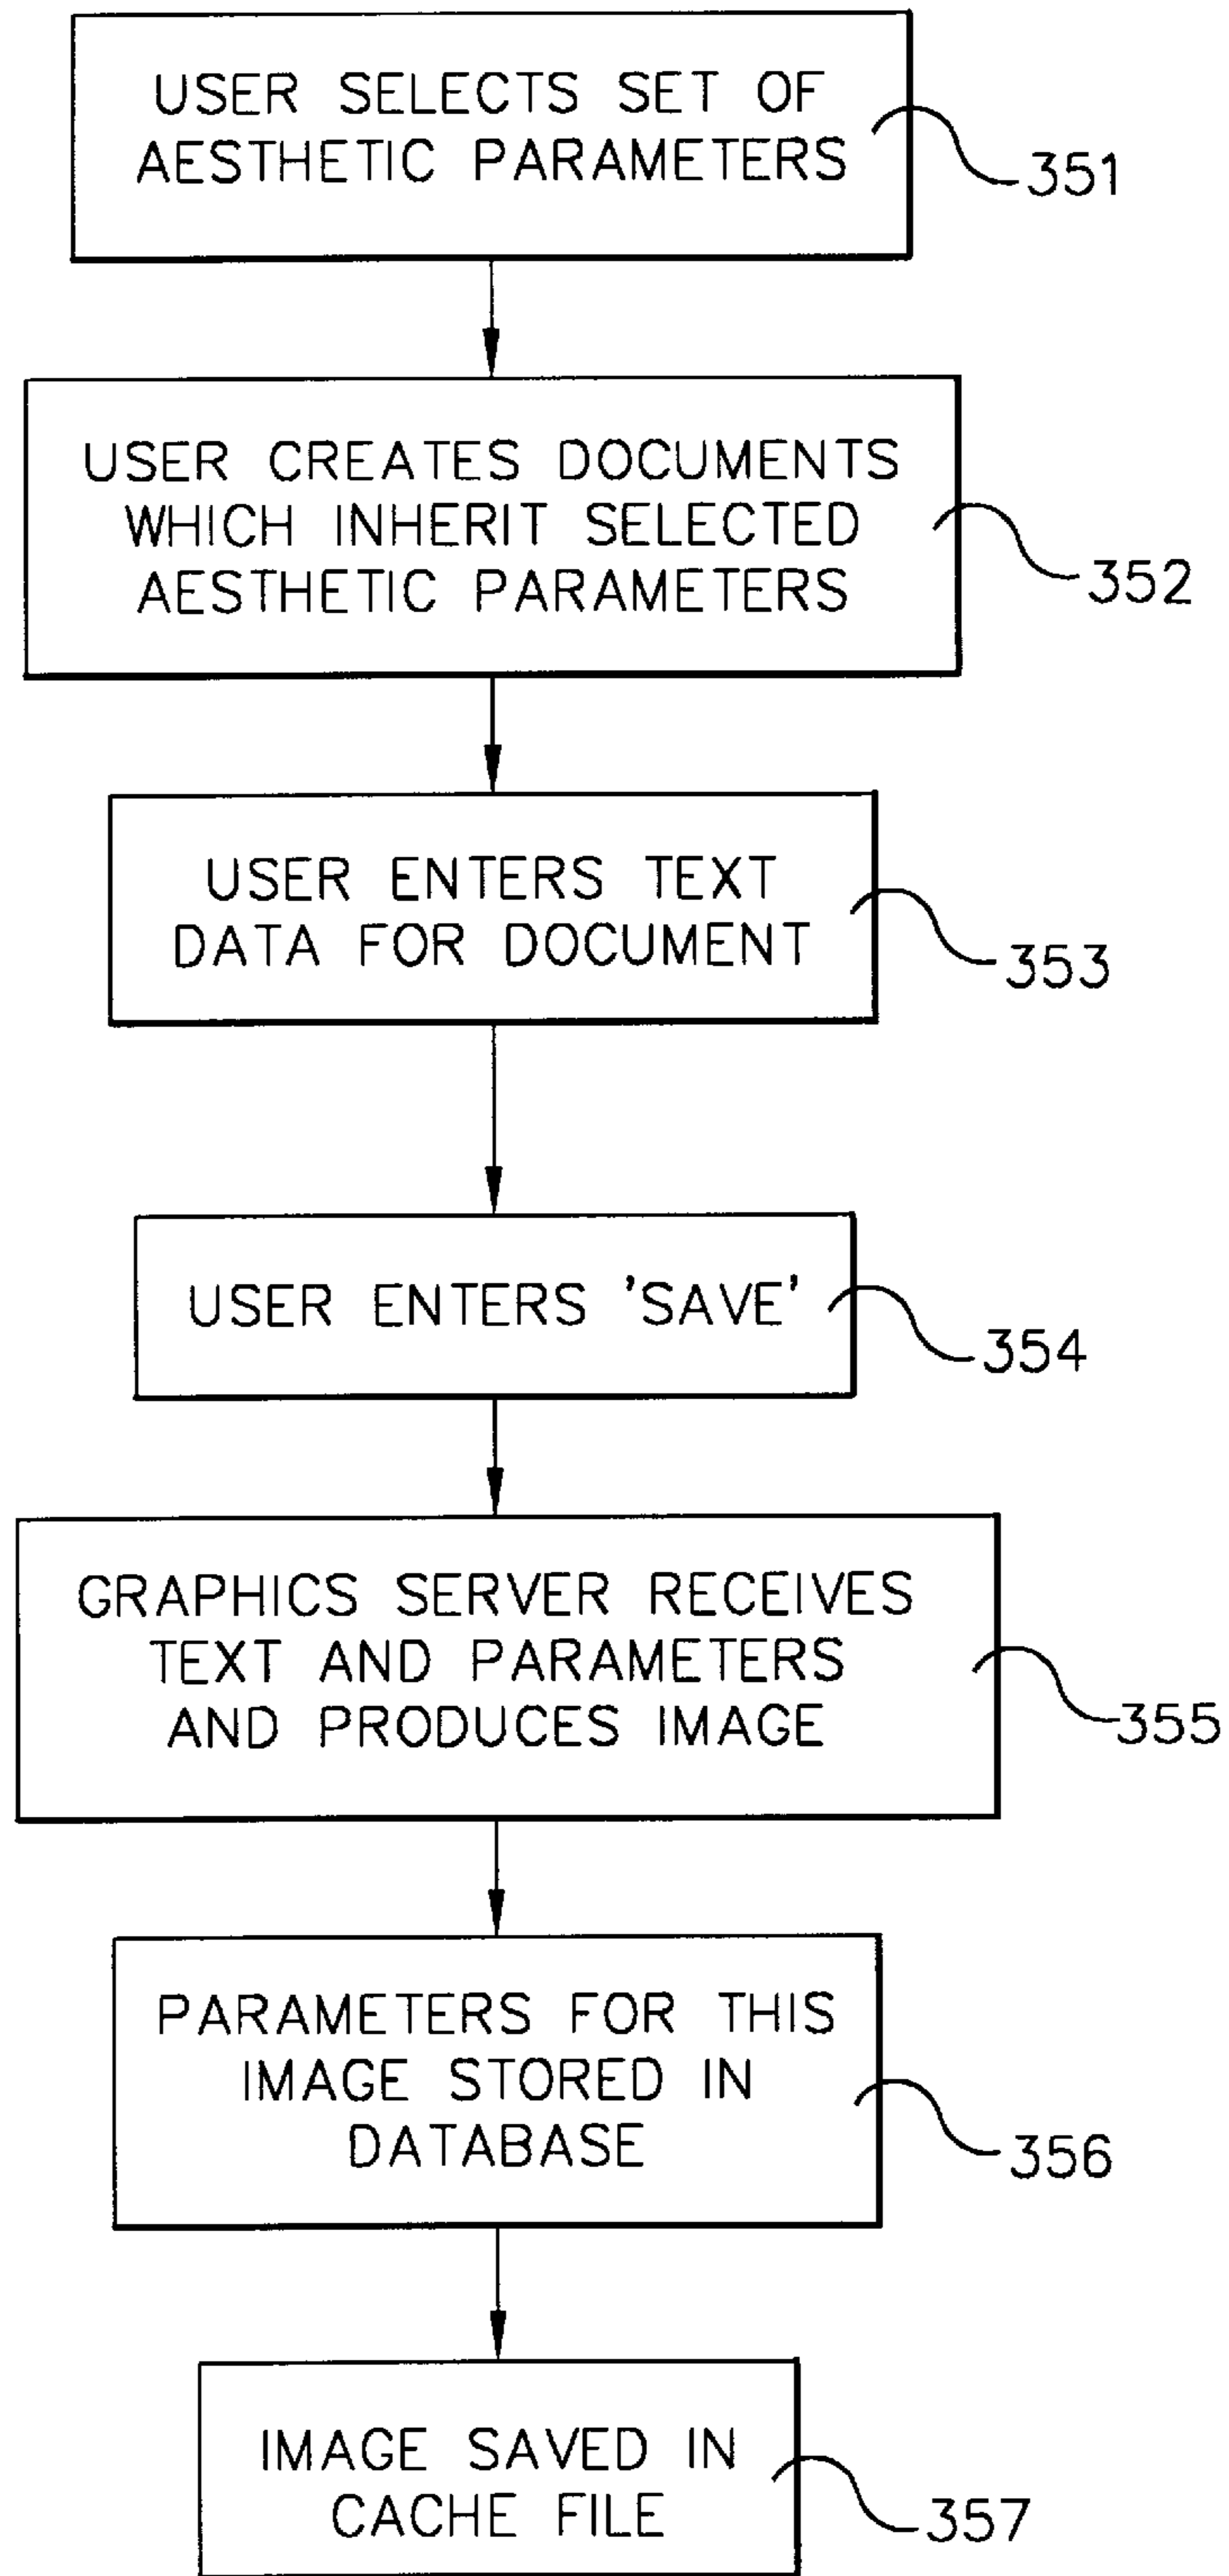 USER SELECTS SET OF
AESTHETIC PARAMETERS
351
USER CREATES DOCUMENTS
WHICH INHERIT SELECTED
AESTHETIC PARAMETERS
352
USER ENTERS TEXT
DATA FOR DOCUMENT
353
USER ENTERS 'SAVE'
354
GRAPHICS SERVER RECEIVES
TEXT AND PARAMETERS
AND PRODUCES IMAGE
355
PARAMETERS FOR THIS
IMAGE STORED IN
DATABASE
356
IMAGE SAVED IN
CACHE FILE
357